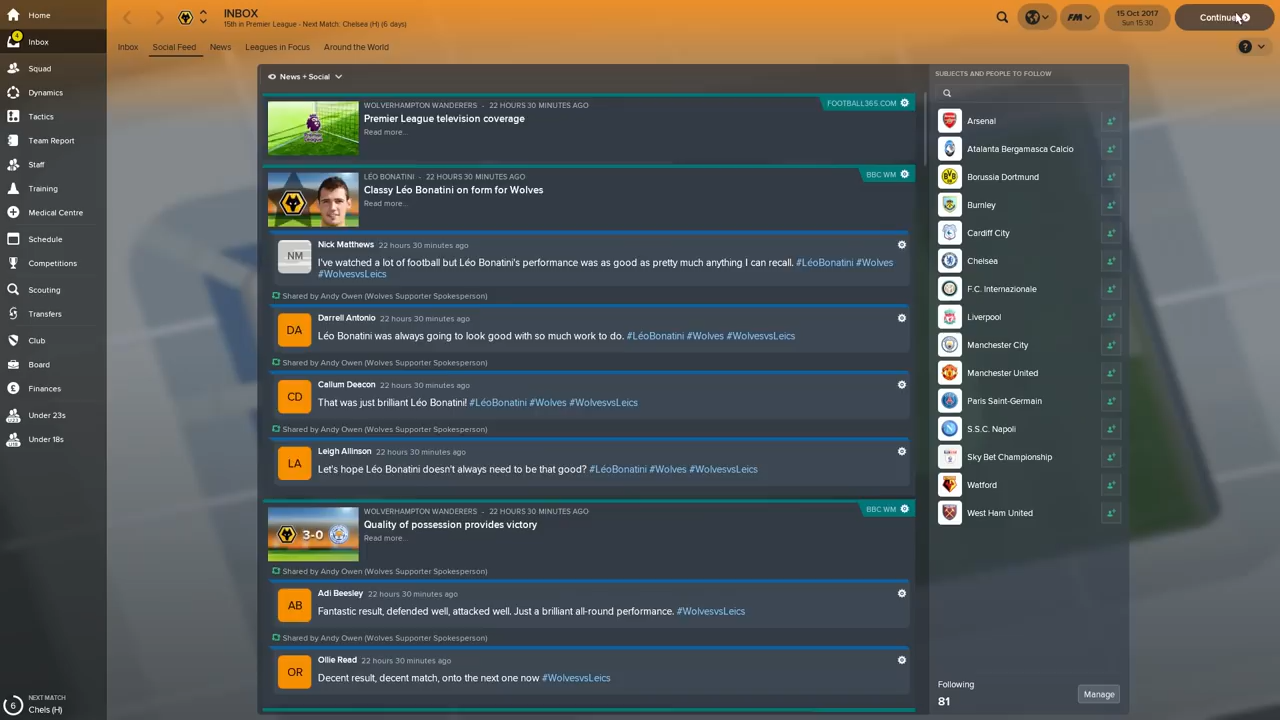 INBOX
15th in Premier League - Next Match: Chelsea (H) (6 days)
FM
15 Oct 2017
Sun 15:30
Continue
Home
4
Inbox
Squad
Dynamics
Tactics
Team Report
Staff
Training
Medical Centre
Schedule
Competitions
Scouting
Transfers
Club
Board
Finances
Under 23s
Under 18s
6
NEXT MATCH
Chels (H)
Inbox
Social Feed
News
Leagues in Focus
Around the World
?
News + Social
WOLVERHAMPTON WANDERERS - 22 HOURS 30 MINUTES AGO
FOOTBALL365.COM
Premier League television coverage
Read more...
LÉO BONATINI - 22 HOURS 30 MINUTES AGO
BBC WM
Classy Léo Bonatini on form for Wolves
Read more...
NM
Nick Matthews 22 hours 30 minutes ago
I've watched a lot of football but Léo Bonatini's performance was as good as pretty much anything I can recall. #LéoBonatini #Wolves
#WolvesvsLeics
Shared by Andy Owen (Wolves Supporter Spokesperson)
DA
Darrell Antonio 22 hours 30 minutes ago
Léo Bonatini was always going to look good with so much work to do. #LéoBonatini #Wolves #WolvesvsLeics
Shared by Andy Owen (Wolves Supporter Spokesperson)
CD
Callum Deacon 22 hours 30 minutes ago
That was just brilliant Léo Bonatini! #LéoBonatini #Wolves #WolvesvsLeics
Shared by Andy Owen (Wolves Supporter Spokesperson)
LA
Leigh Allinson 22 hours 30 minutes ago
Let's hope Léo Bonatini doesn't always need to be that good? #LéoBonatini #Wolves #WolvesvsLeics
WOLVERHAMPTON WANDERERS - 22 HOURS 30 MINUTES AGO
BBC WM
3-0
Quality of possession provides victory
Read more...
Shared by Andy Owen (Wolves Supporter Spokesperson)
AB
Adi Beesley 22 hours 30 minutes ago
Fantastic result, defended well, attacked well. Just a brilliant all-round performance. #WolvesvsLeics
Shared by Andy Owen (Wolves Supporter Spokesperson)
OR
Ollie Read 22 hours 30 minutes ago
Decent result, decent match, onto the next one now #WolvesvsLeics
SUBJECTS AND PEOPLE TO FOLLOW
Arsenal
Atalanta Bergamasca Calcio
Borussia Dortmund
Burnley
Cardiff City
Chelsea
F.C. Internazionale
Liverpool
Manchester City
Manchester United
Paris Saint-Germain
S.S.C. Napoli
Sky Bet Championship
Watford
West Ham United
Following
81
Manage